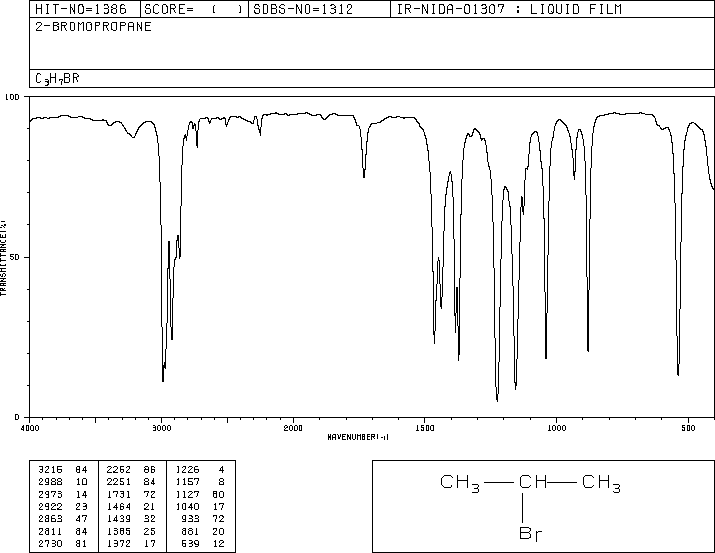 HIT-NO=1386 SCORE= ( ) SDBS-NO=1312 IR-NIDA-01307 : LIQUID FILM
2-BROMOPROPANE
C3H7BR
100
50
0
TRANSMITTANCE(%)
4000 3000 2000 1500 1000 500
WAVENUMBER(-1)
3215 84 2252 86 1226 4
2988 10 2251 84 1157 8
2973 14 1731 72 1127 60
2922 23 1464 21 1040 17
2863 47 1439 32 933 72
2811 84 1385 25 881 20
2730 81 1372 17 539 12
CH3 CH CH3
Br